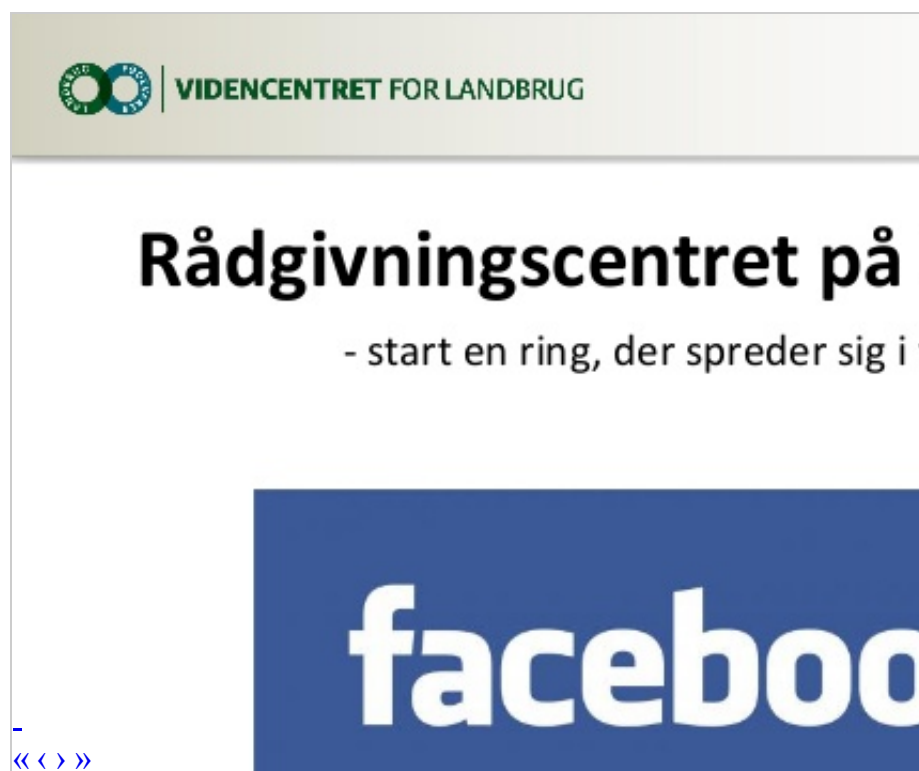 VIDENCENTRET FOR LANDBRUG
Rådgivningscentret på
- start en ring, der spreder sig i
faceboo
-
« ‹ › »